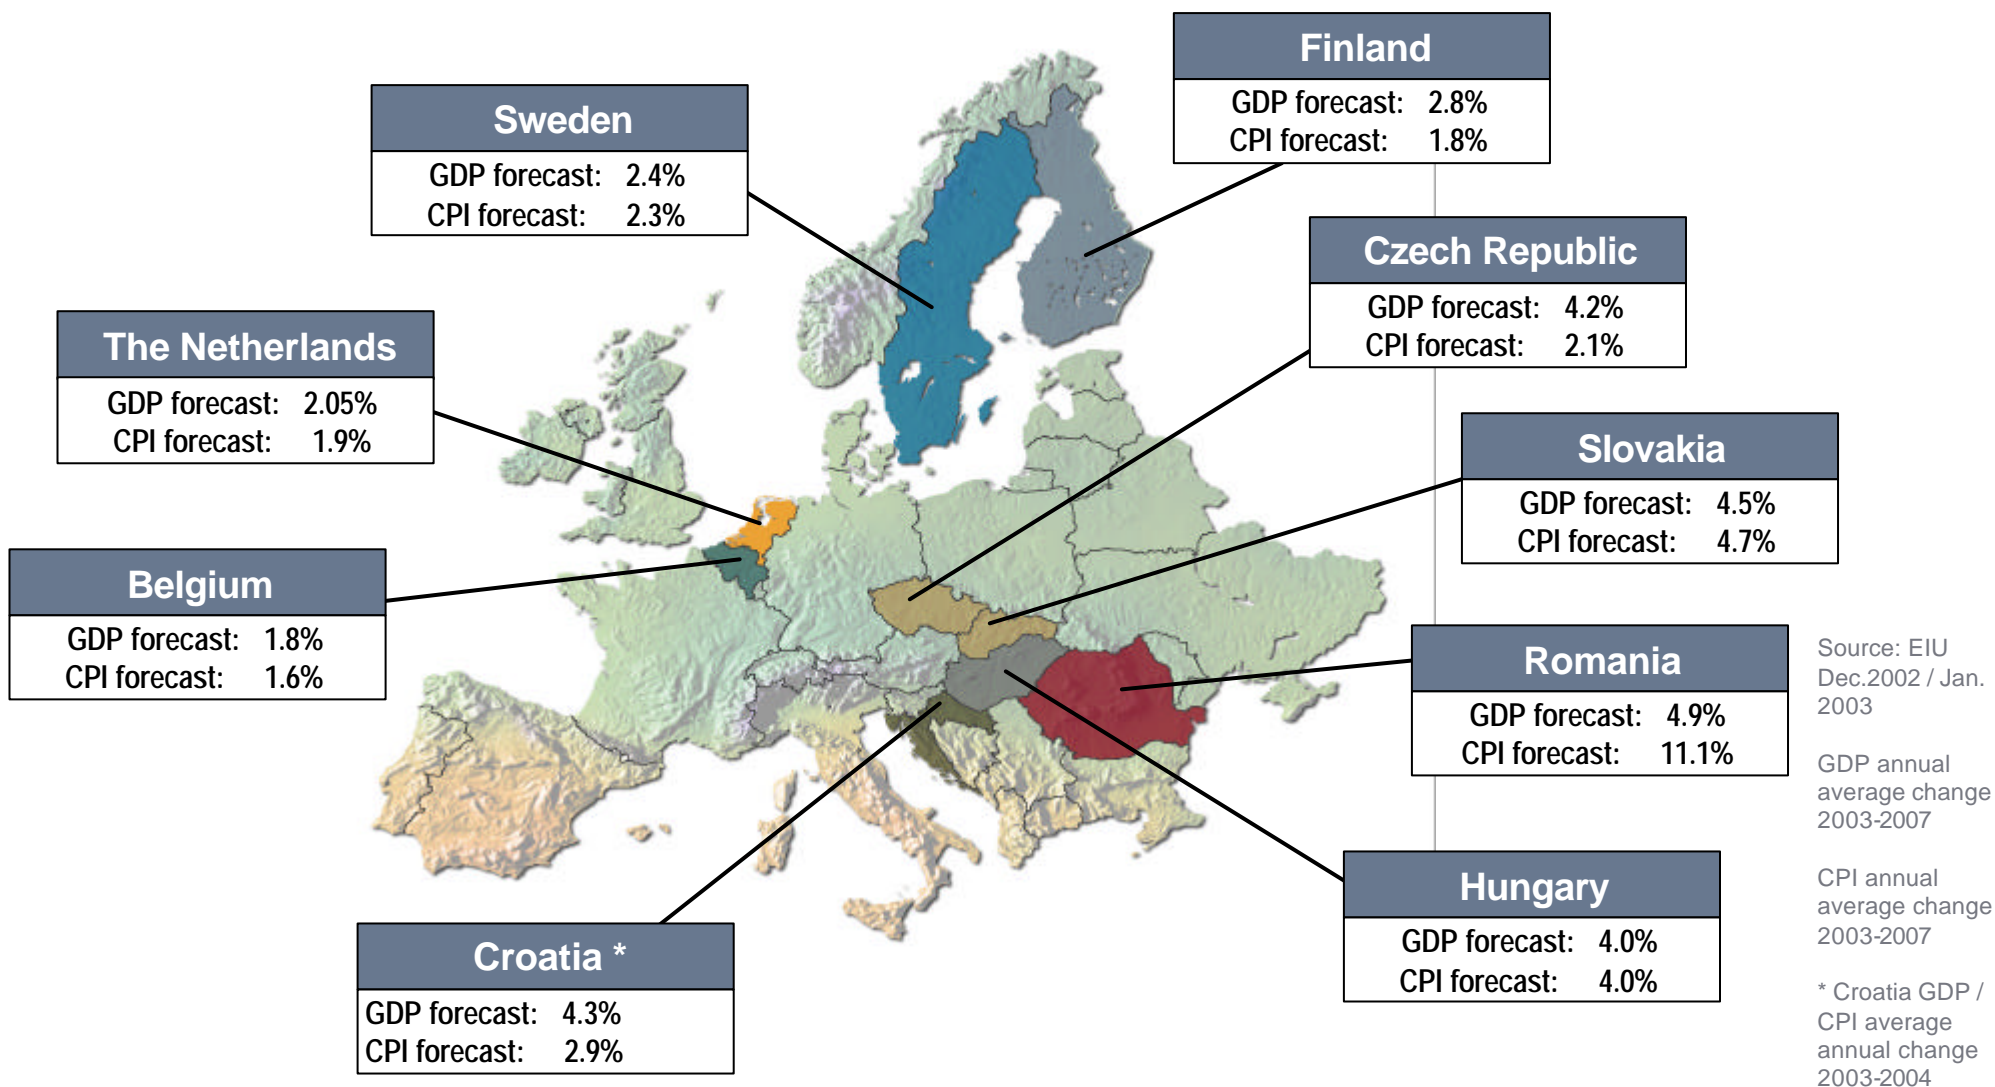 Finland
GDP forecast: 2.8%
CPI forecast: 1.8%
Sweden
GDP forecast: 2.4%
CPI forecast: 2.3%
Czech Republic
GDP forecast: 4.2%
CPI forecast: 2.1%
The Netherlands
GDP forecast: 2.05%
CPI forecast: 1.9%
Slovakia
GDP forecast: 4.5%
CPI forecast: 4.7%
Belgium
GDP forecast: 1.8%
CPI forecast: 1.6%
Romania
GDP forecast: 4.9%
CPI forecast: 11.1%
Hungary
GDP forecast: 4.0%
CPI forecast: 4.0%
Croatia *
GDP forecast: 4.3%
CPI forecast: 2.9%
Source: EIU
Dec.2002 / Jan.
2003
GDP annual
average change
2003-2007
CPI annual
average change
2003-2007
* Croatia GDP /
CPI average
annual change
2003-2004